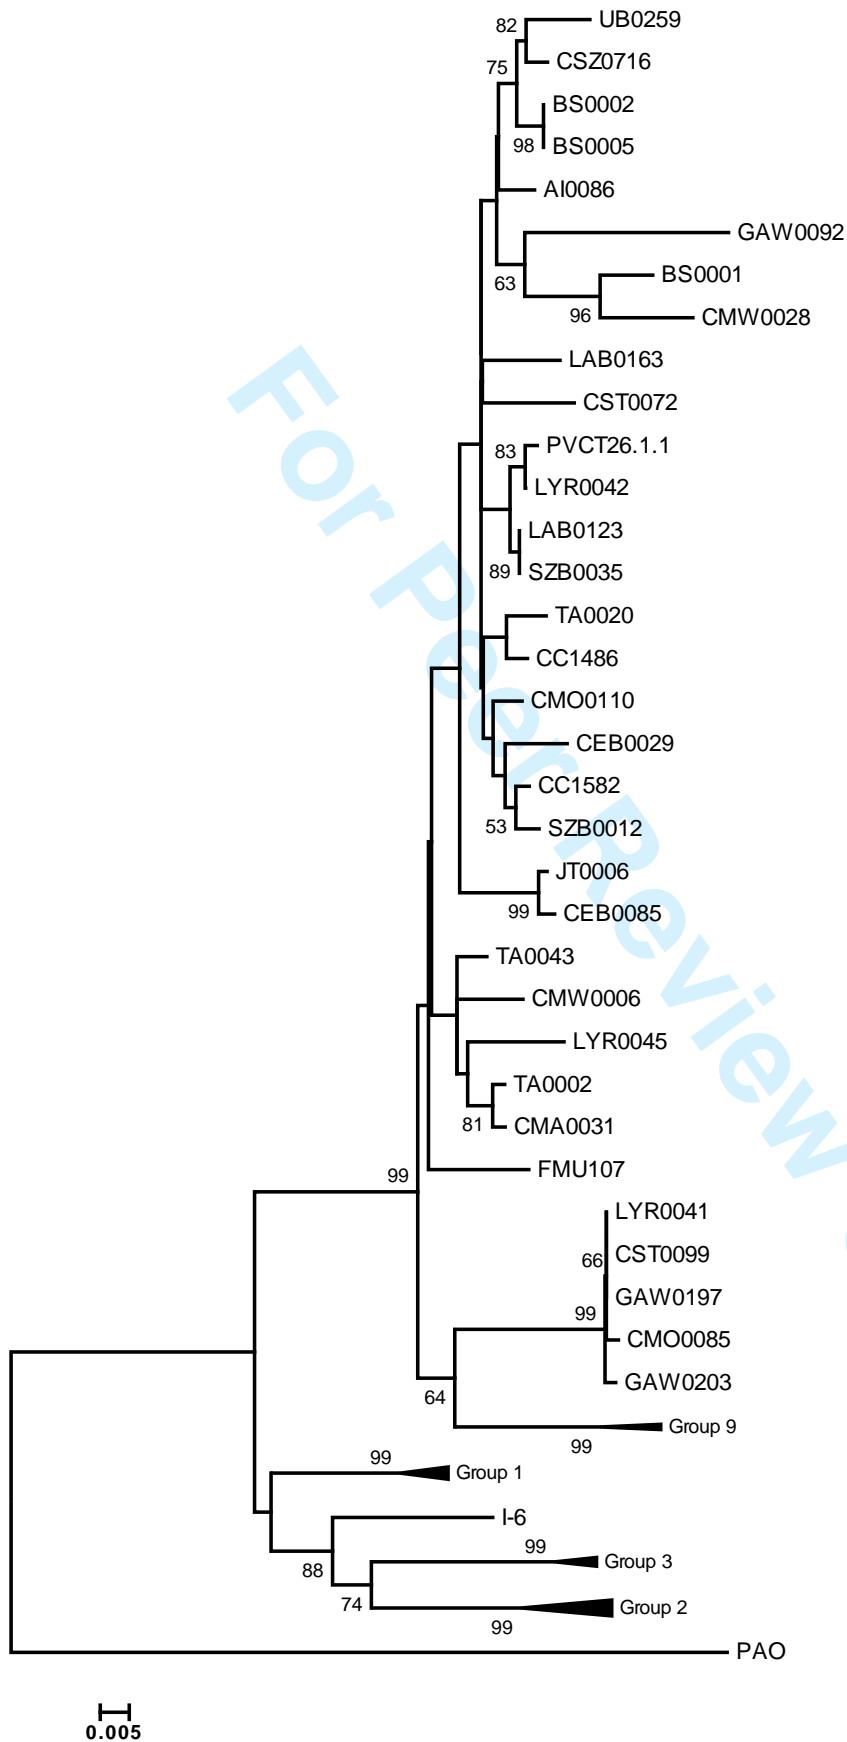 82
UB0259
CSZ0716
75
BS0002
98
BS0005
AI0086
GAW0092
63
BS0001
96
CMW0028
LAB0163
CST0072
83
PVCT26.1.1
LYR0042
LAB0123
89
SZB0035
TA0020
CC1486
CMO0110
CEB0029
CC1582
53
SZB0012
JT0006
99
CEB0085
TA0043
CMW0006
LYR0045
TA0002
81
CMA0031
FMU107
99
LYR0041
66
CST0099
GAW0197
99
CMO0085
GAW0203
64
Group 9
99
99
Group 1
I-6
99
Group 3
88
74
Group 2
99
PAO
0.005
For Peer Review